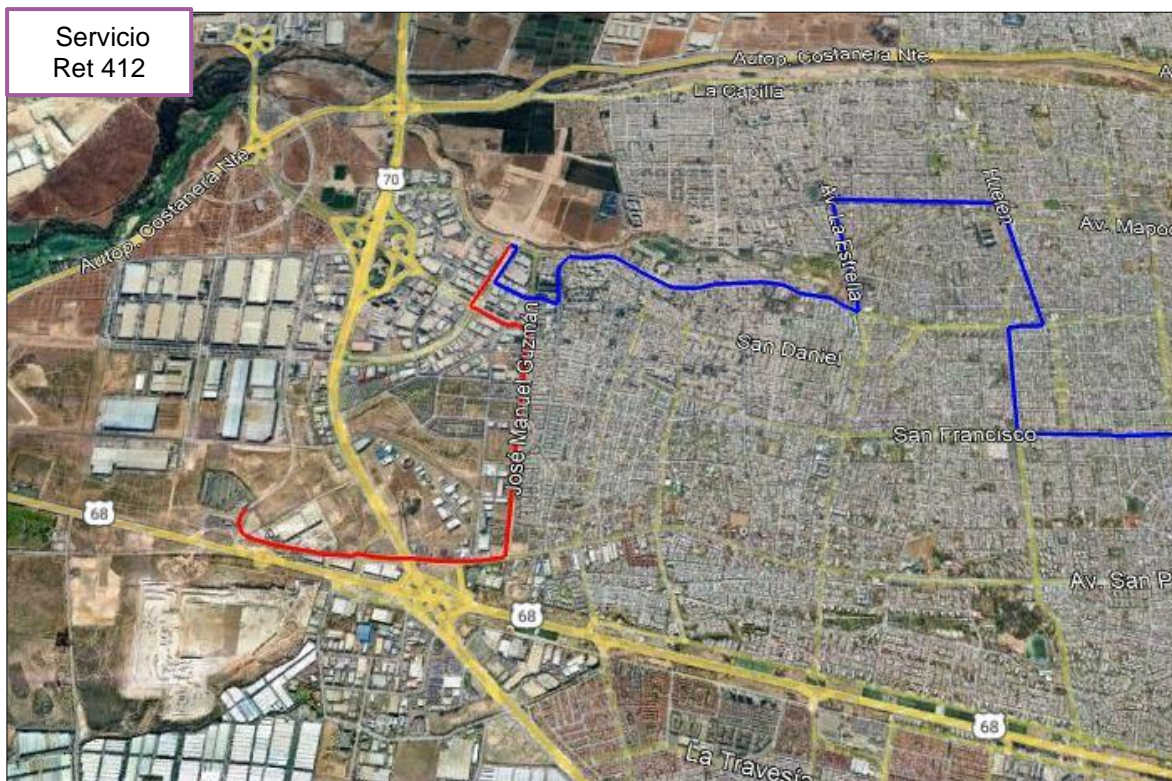 Servicio
Ret 412
Autop. Costanera Nte.
La Capilla
70
Autop. Costanera Nte.
Av. La Estrella
Huelen
Av. Mapoc
José Manuel Guzmán
San Daniel
San Francisco
68
Av. San P
68
68
La Travesía